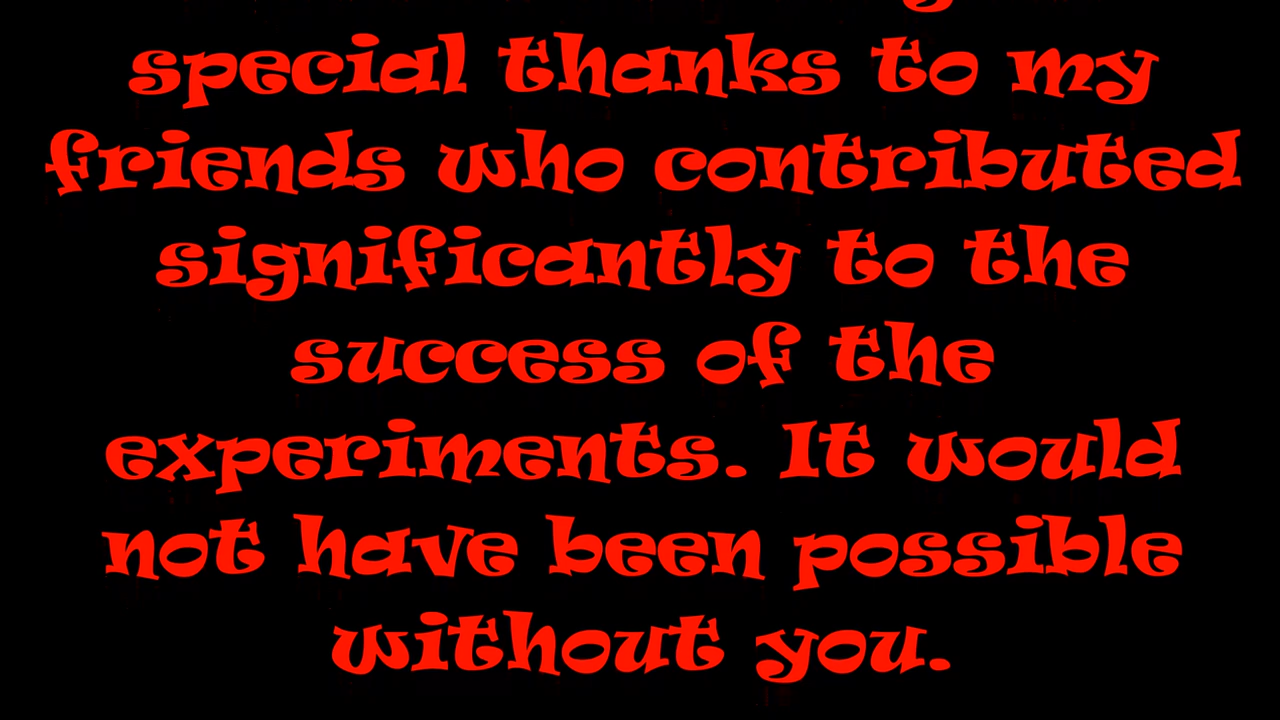 special thanks to my
friends who contributed
significantly to the
success of the
experiments. It would
not have been possible
without you.